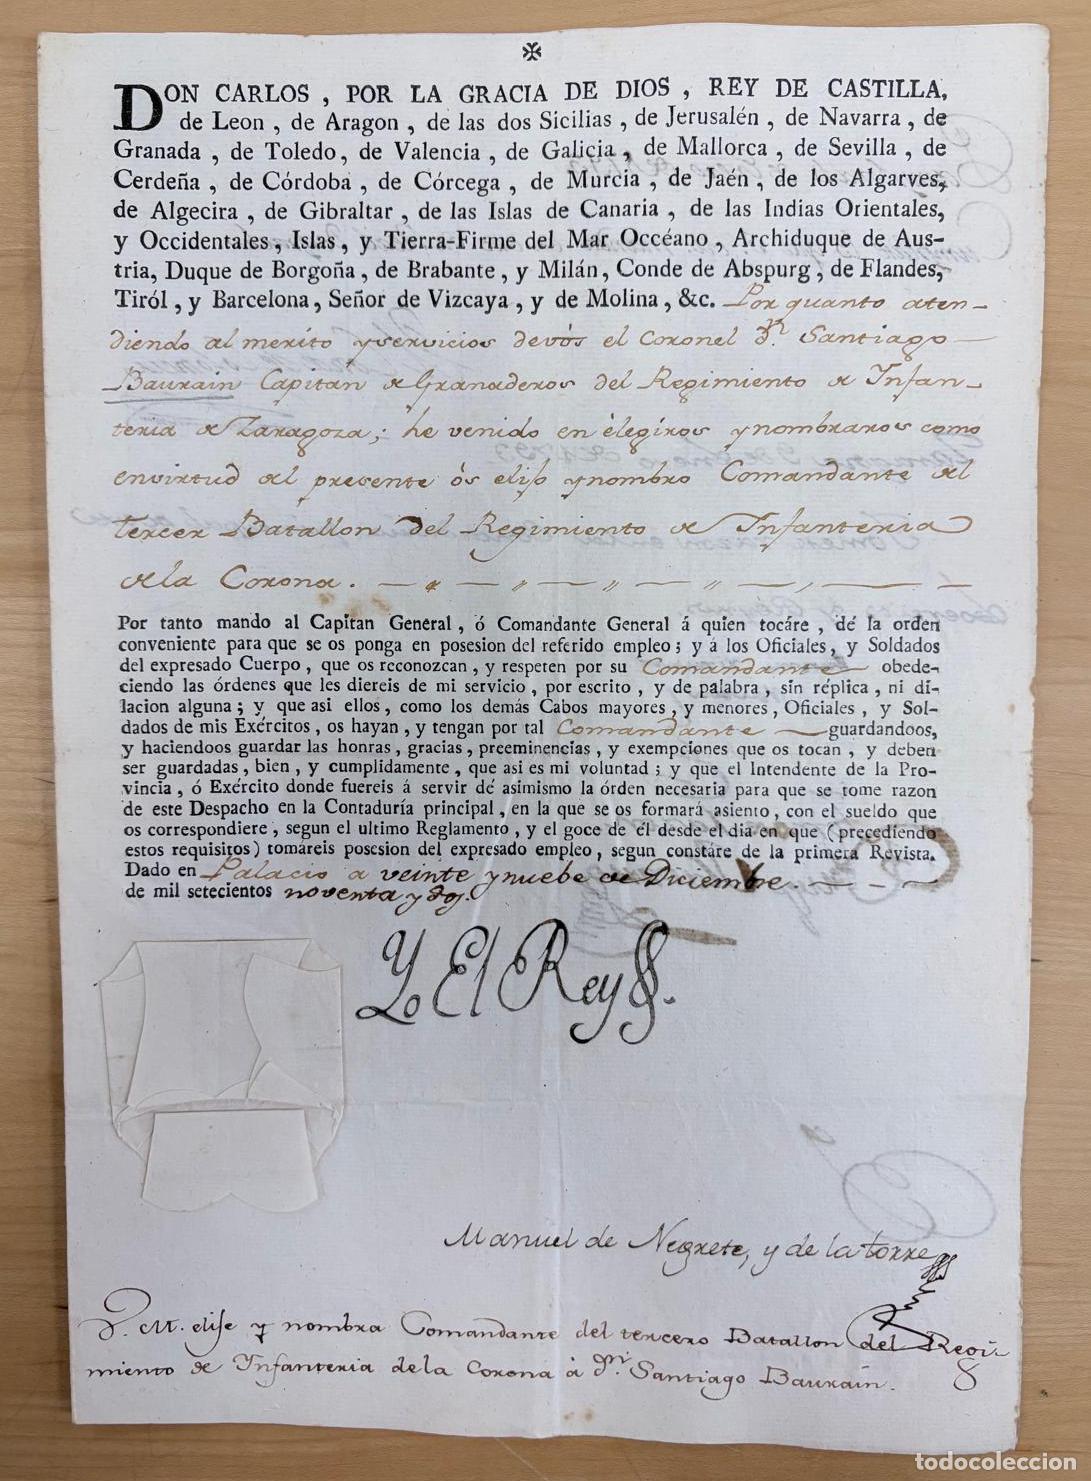 ✠
DON CARLOS , POR LA GRACIA DE DIOS , REY DE CASTILLA,
de Leon , de Aragon , de las dos Sicilias , de Jerusalén , de Navarra , de
Granada , de Toledo, de Valencia , de Galicia , de Mallorca , de Sevilla , de
Cerdeña , de Córdoba , de Córcega , de Murcia , de Jaén , de los Algarves,
de Algecira , de Gibraltar , de las Islas de Canaria , de las Indias Orientales,
y Occidentales , Islas , y Tierra-Firme del Mar Occéano , Archiduque de Aus-
tria, Duque de Borgoña , de Brabante , y Milán , Conde de Abspurg , de Flandes,
Tiról , y Barcelona , Señor de Vizcaya , y de Molina , &c. Por quanto aten-
diendo al merito y servicios de vós el Coronel dn. Santiago
Baurain Capitán de Granaderos del Regimiento de Infan-
teria de Zaragoza; he venido en élegiros y nombraros como
en virtud del presente ós elijo y nombro Comandante del
tercer Batallon del Regimiento de Infanteria
de la Corona.
Por tanto mando al Capitan General , ó Comandante General á quien tocáre , dé la orden
conveniente para que se os ponga en posesion del referido empleo ; y á los Oficiales , y Soldados
del expresado Cuerpo , que os reconozcan , y respeten por su Comandante obede-
ciendo las órdenes que les diereis de mi servicio , por escrito , y de palabra , sin réplica , ni di-
lacion alguna ; y que asi ellos , como los demás Cabos mayores , y menores , Oficiales , y Sol-
dados de mis Exércitos , os hayan , y tengan por tal Comandante guardandoos,
y haciendoos guardar las honras , gracias , preeminencias , y exempciones que os tocan , y deben
ser guardadas , bien , y cumplidamente , que asi es mi voluntad ; y que el Intendente de la Pro-
vincia , ó Exército donde fuereis á servir dé asimismo la órden necesaria para que se tome razon
de este Despacho en la Contaduría principal , en la que se os formará asiento , con el sueldo que
os correspondiere , segun el ultimo Reglamento , y el goce de él desde el dia en que ( precediendo
estos requisitos ) tomáreis posesion del expresado empleo , segun constáre de la primera Revista.
Dado en Palacio a veinte y nuebe de Diciembre.
de mil setecientos noventa y dos.
Yo El Rey
Manuel de Negrete, y de la torre
V. M. elije y nombra Comandante del tercero Batallon del Regi-
miento de Infanteria de la Corona à dn. Santiago Baurain.
todocoleccion